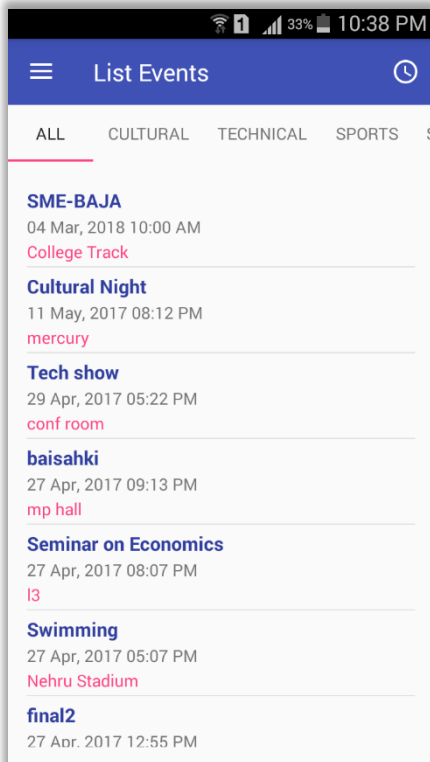 1 33% 10:38 PM
List Events
ALL CULTURAL TECHNICAL SPORTS
SME-BAJA
04 Mar, 2018 10:00 AM
College Track
Cultural Night
11 May, 2017 08:12 PM
mercury
Tech show
29 Apr, 2017 05:22 PM
conf room
baisahki
27 Apr, 2017 09:13 PM
mp hall
Seminar on Economics
27 Apr, 2017 08:07 PM
l3
Swimming
27 Apr, 2017 05:07 PM
Nehru Stadium
final2
27 Apr, 2017 12:55 PM